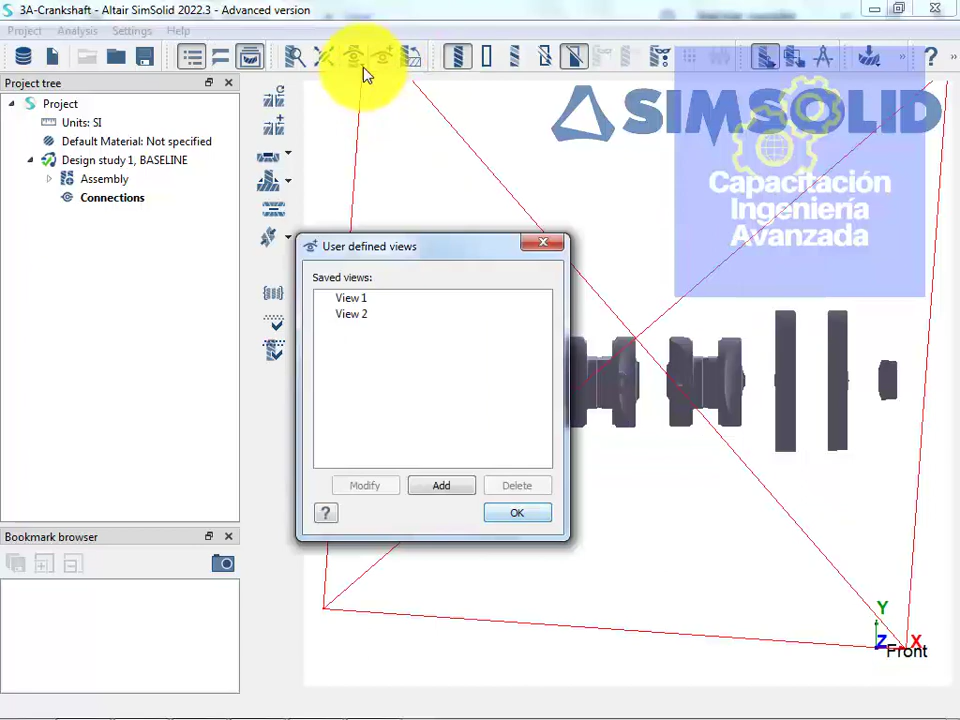 3A-Crankshaft - Altair SimSolid 2022.3 - Advanced version
Project Analysis Settings Help
Project tree
Project
Units: SI
Default Material: Not specified
Design study 1, BASELINE
Assembly
Connections
SIMSOLID
Capacitación
Ingeniería
Avanzada
User defined views
Saved views:
View 1
View 2
Modify Add Delete
? OK
Bookmark browser
Y
Z X
Front